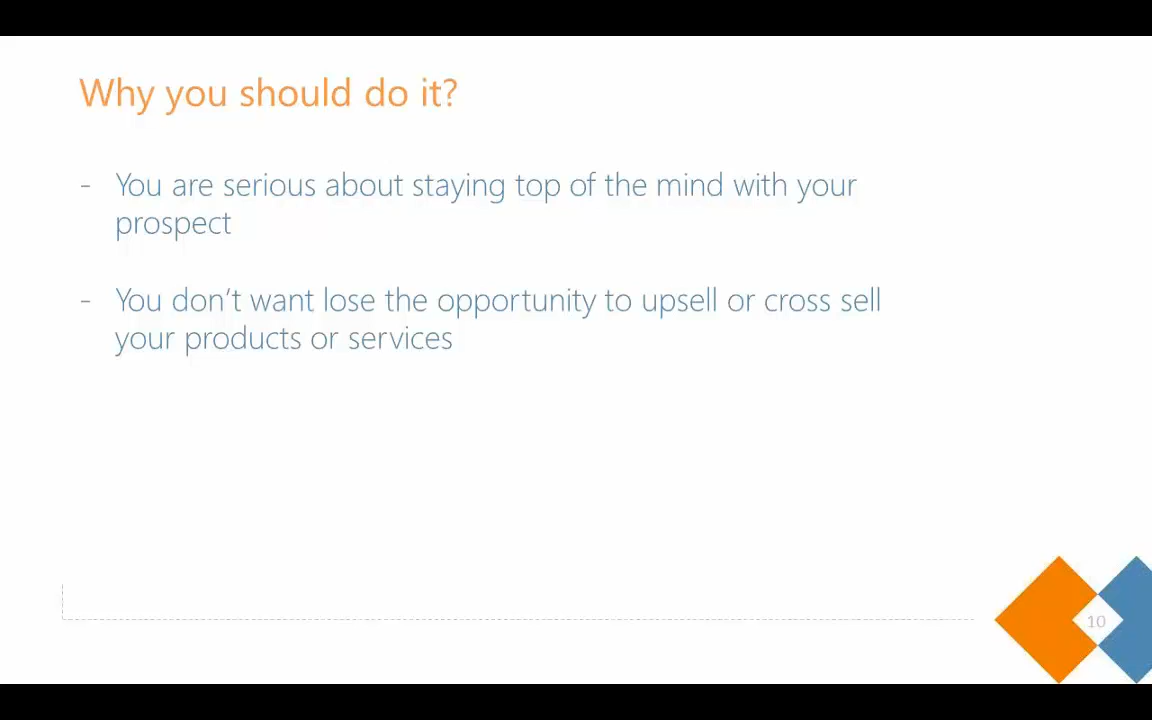 Why you should do it?
- You are serious about staying top of the mind with your
prospect
- You don’t want lose the opportunity to upsell or cross sell
your products or services
10